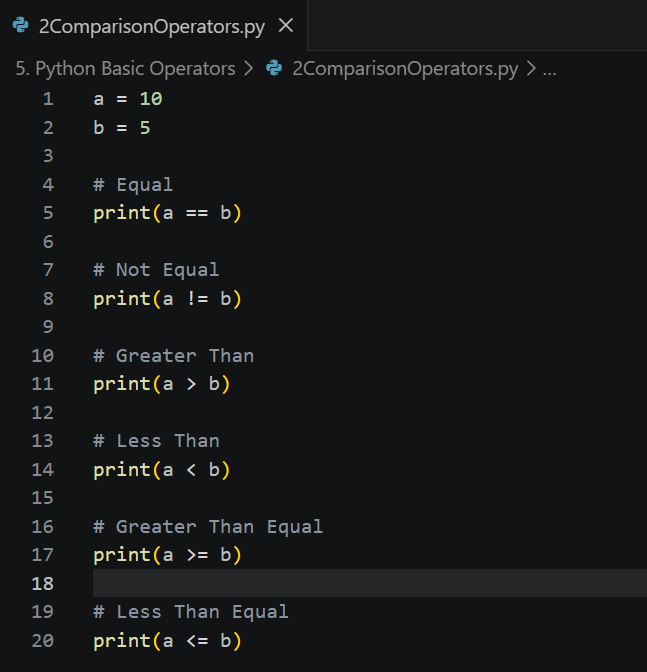 2ComparisonOperators.py ×
5. Python Basic Operators > 2ComparisonOperators.py > ...
1 a = 10
2 b = 5
3
4 # Equal
5 print(a == b)
6
7 # Not Equal
8 print(a != b)
9
10 # Greater Than
11 print(a > b)
12
13 # Less Than
14 print(a < b)
15
16 # Greater Than Equal
17 print(a >= b)
18
19 # Less Than Equal
20 print(a <= b)